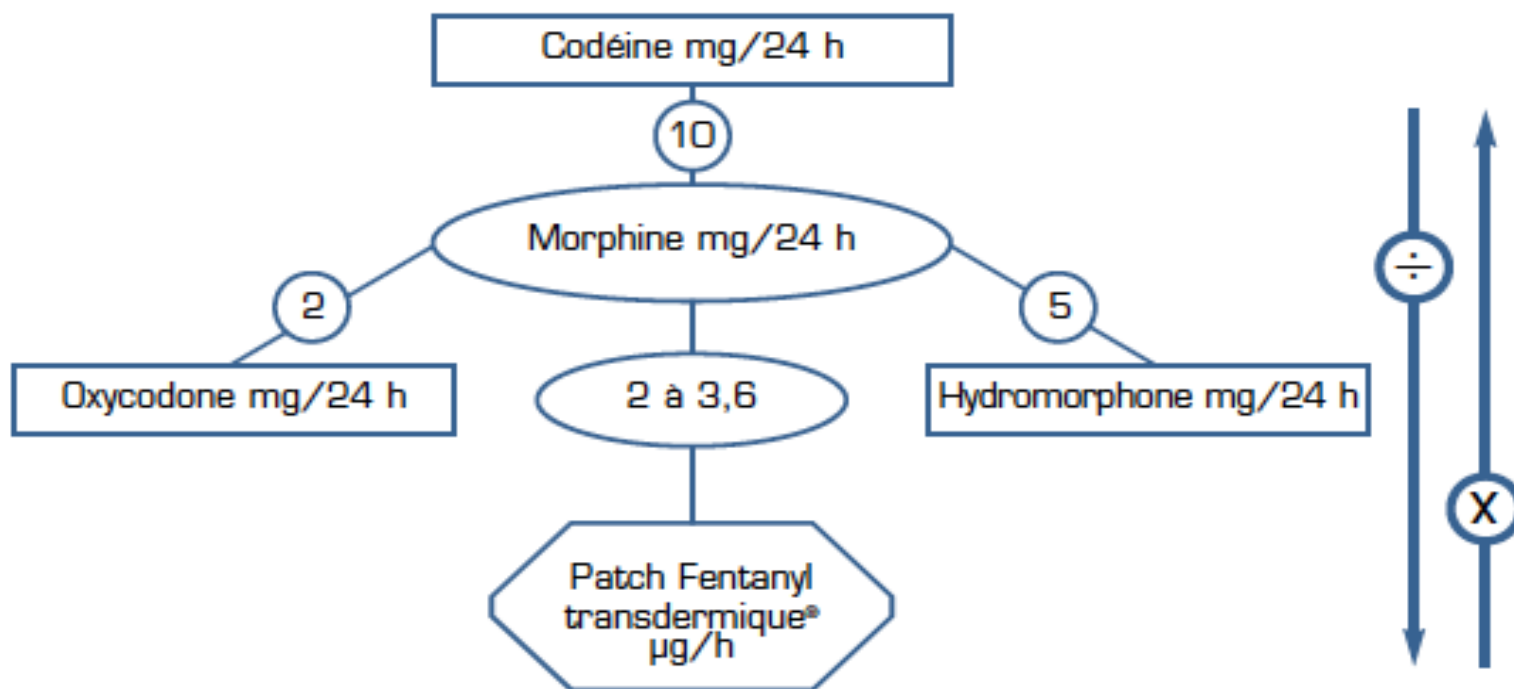 Codéine mg/24 h
10
Morphine mg/24 h
÷
2
5
Oxycodone mg/24 h
2 à 3,6
Hydromorphone mg/24 h
X
Patch Fentanyl
transdermique®
µg/h